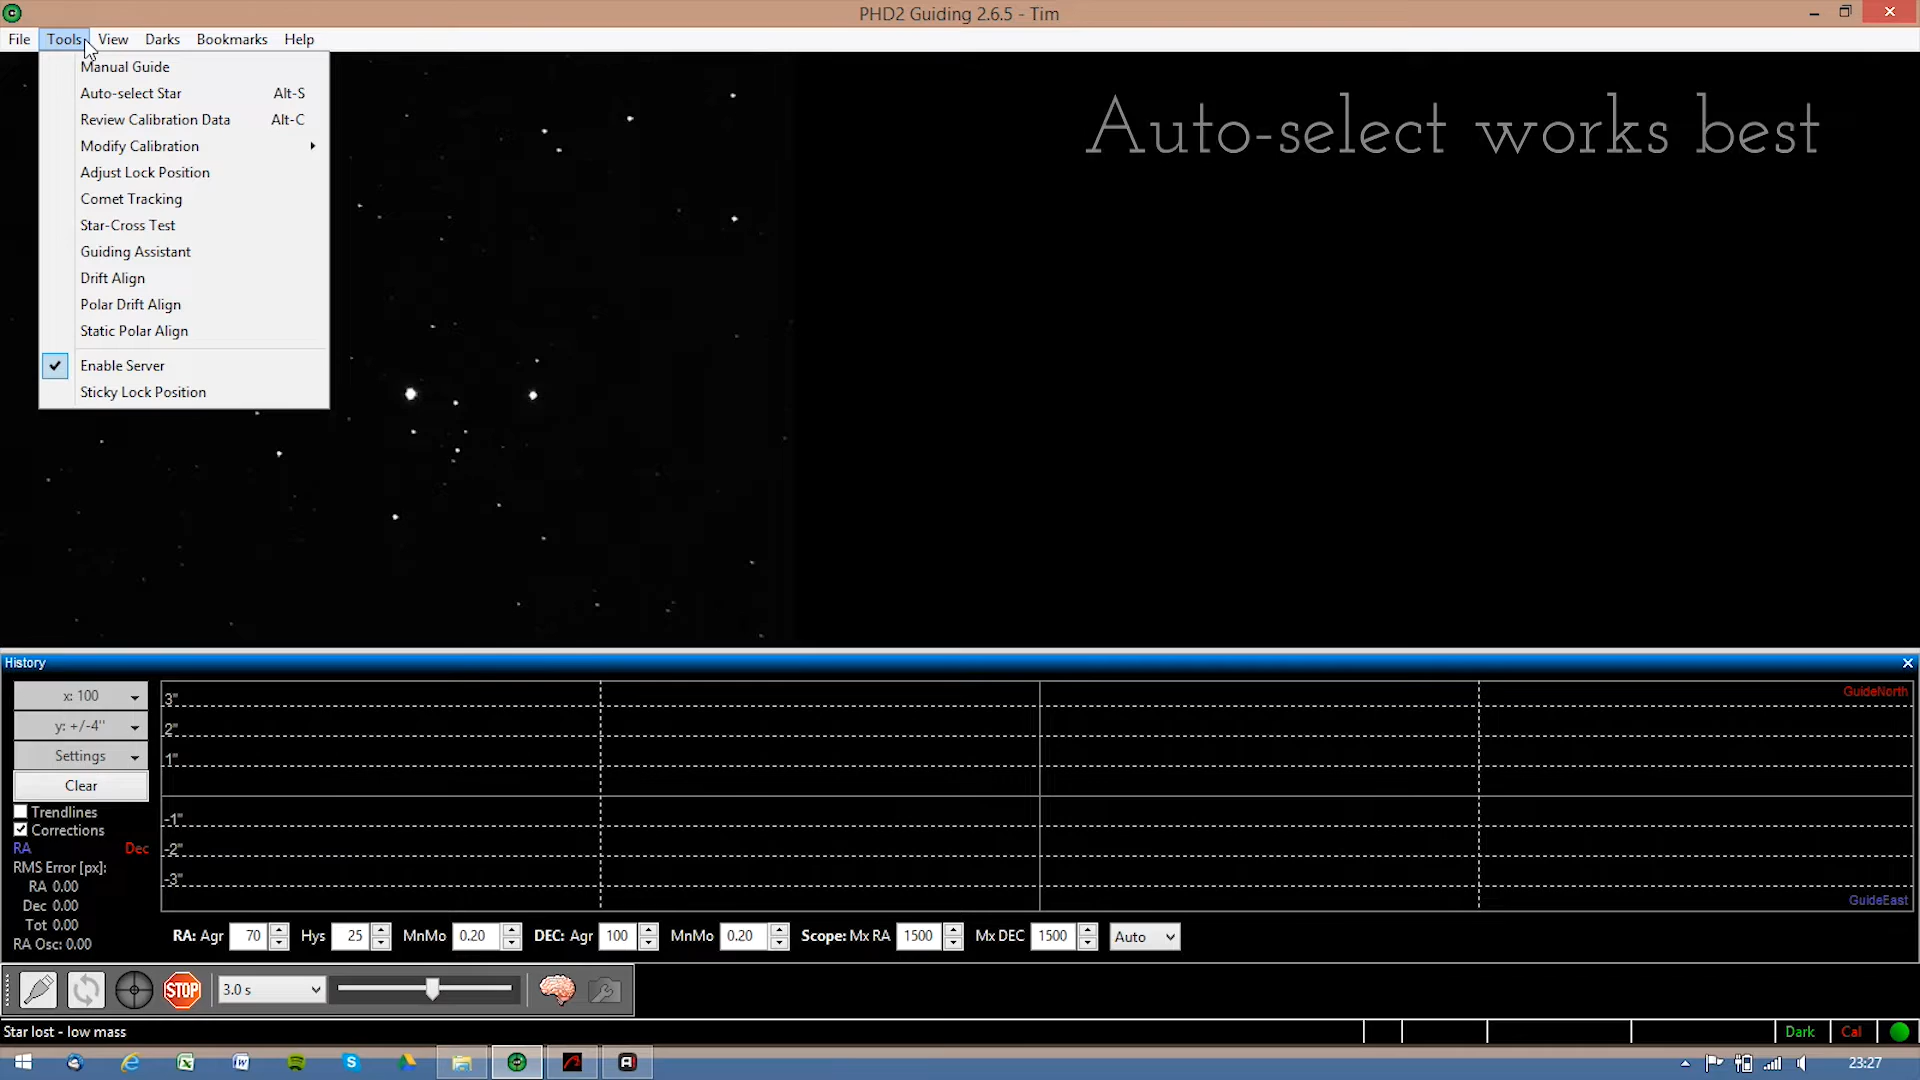 PHD2 Guiding 2.6.5 - Tim
File Tools View Darks Bookmarks Help
Manual Guide
Auto-select Star Alt-S
Review Calibration Data Alt-C
Modify Calibration
Adjust Lock Position
Comet Tracking
Star-Cross Test
Guiding Assistant
Drift Align
Polar Drift Align
Static Polar Align
Enable Server
Sticky Lock Position
Auto-select works best
History
x: 100
y: +/-4"
Settings
Clear
Trendlines
Corrections
RA Dec
RMS Error [px]:
RA 0.00
Dec 0.00
Tot 0.00
RA Osc: 0.00
3"
2"
1"
-1"
-2"
-3"
GuideNorth
GuideEast
RA: Agr 70 Hys 25 MnMo 0.20 DEC: Agr 100 MnMo 0.20 Scope: Mx RA 1500 Mx DEC 1500 Auto
STOP 3.0 s
Star lost - low mass Dark Cal
23:27